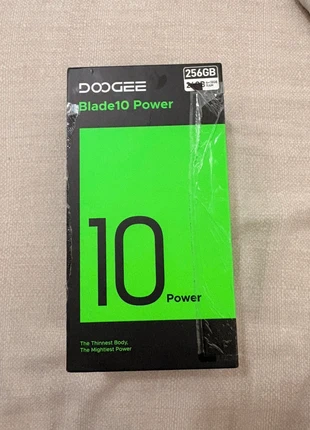 DOOGEE
256GB
Blade10 Power
10
Power
The Thinnest Body,
The Mightiest Power